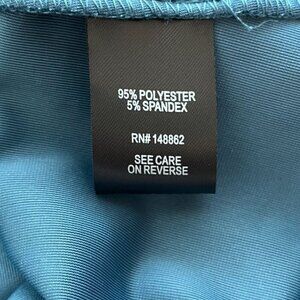 95% POLYESTER
5% SPANDEX
RN# 148862
SEE CARE
ON REVERSE